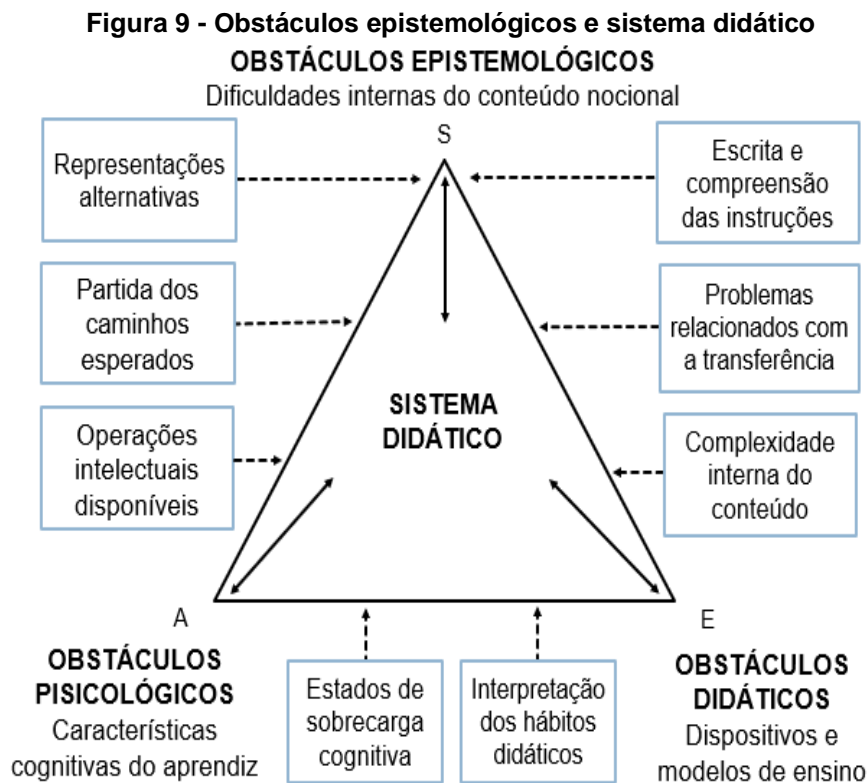 Figura 9 - Obstáculos epistemológicos e sistema didático
OBSTÁCULOS EPISTEMOLÓGICOS
Dificuldades internas do conteúdo nocional
S
Representações
alternativas
Escrita e
compreensão
das instruções
Partida dos
caminhos
esperados
Problemas
relacionados com
a transferência
SISTEMA
DIDÁTICO
Operações
intelectuais
disponíveis
Complexidade
interna do
conteúdo
A
E
OBSTÁCULOS
PISICOLÓGICOS
Características
cognitivas do aprendiz
Estados de
sobrecarga
cognitiva
Interpretação
dos hábitos
didáticos
OBSTÁCULOS
DIDÁTICOS
Dispositivos e
modelos de ensino